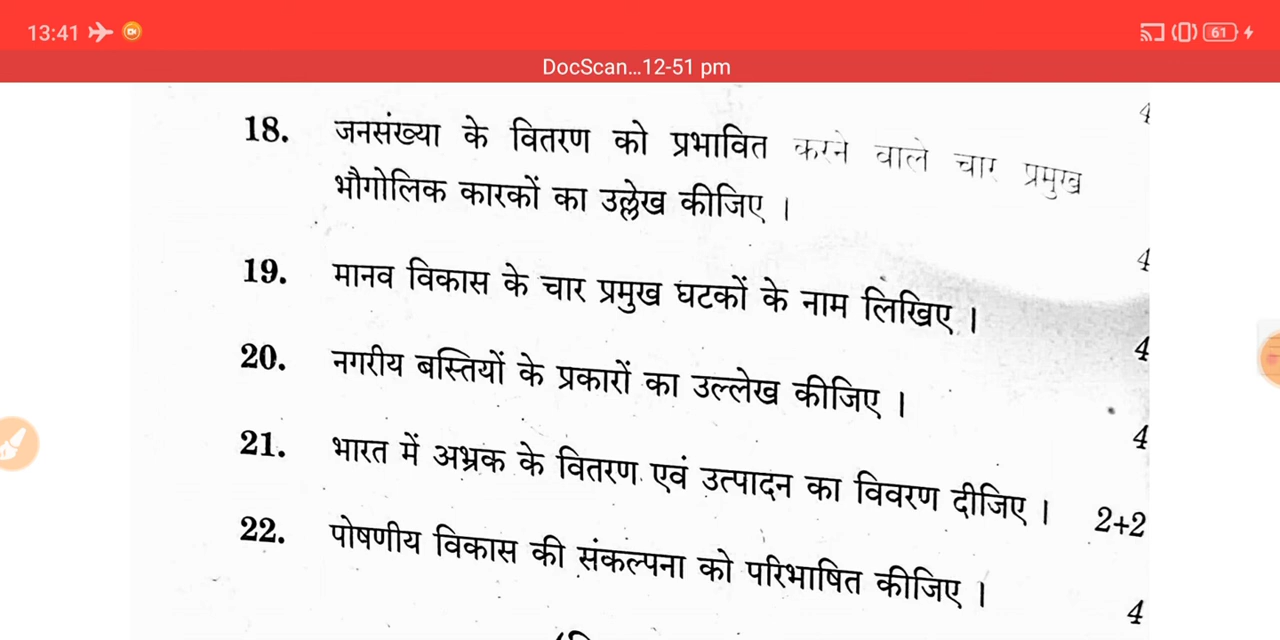 13:41
61
DocScan...12-51 pm
4
18. जनसंख्या के वितरण को प्रभावित करने वाले चार प्रमुख
भौगोलिक कारकों का उल्लेख कीजिए ।
4
19. मानव विकास के चार प्रमुख घटकों के नाम लिखिए ।
4
20. नगरीय बस्तियों के प्रकारों का उल्लेख कीजिए ।
4
21. भारत में अभ्रक के वितरण एवं उत्पादन का विवरण दीजिए ।
2+2
22. पोषणीय विकास की संकल्पना को परिभाषित कीजिए ।
4